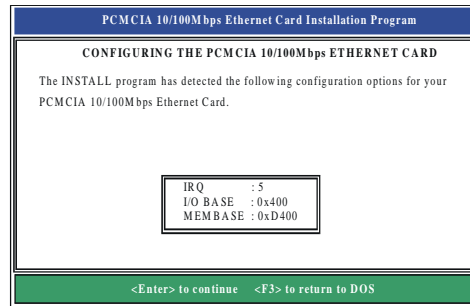 PCMCIA 10/100Mbps Ethernet Card Installation Program
CONFIGURING THE PCMCIA 10/100Mbps ETHERNET CARD
The INSTALL program has detected the following configuration options for your
PCMCIA 10/100Mbps Ethernet Card.
IRQ : 5
I/O BASE : 0x400
MEMBASE : 0xD400
<Enter> to continue <F3> to return to DOS